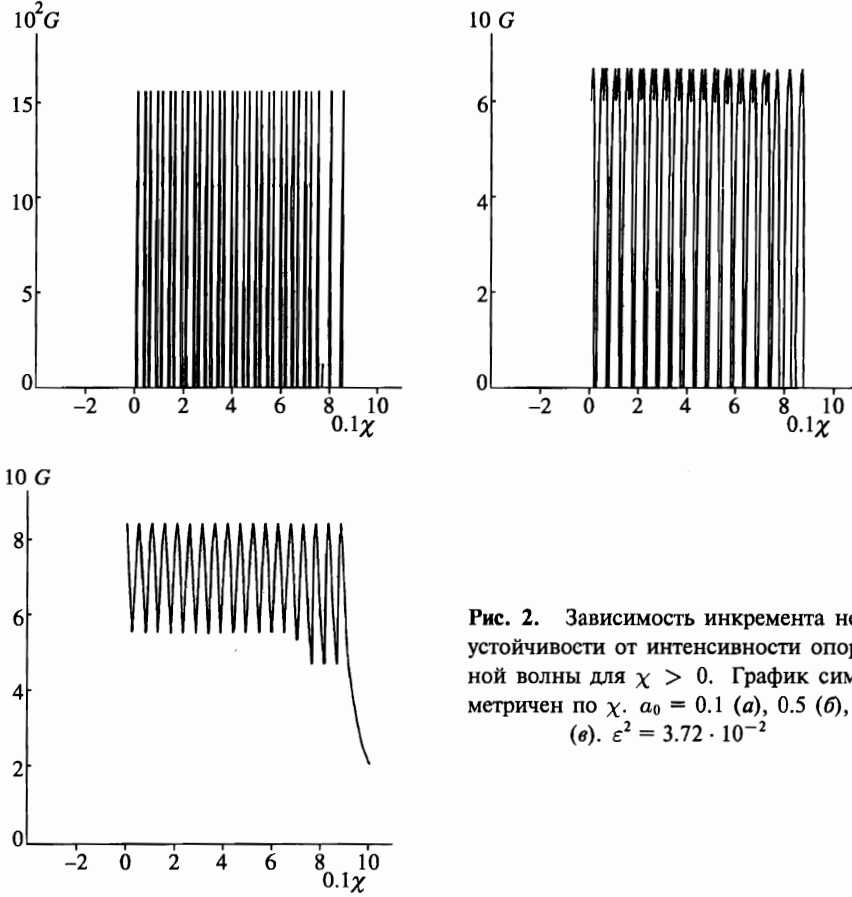 10²G
15
10
5
0
−2 0 2 4 6 8 10
0.1χ
10 G
6
4
2
0
−2 0 2 4 6 8 10
0.1χ
10 G
8
6
4
2
0
−2 0 2 4 6 8 10
0.1χ
Рис. 2. Зависимость инкремента не
устойчивости от интенсивности опор
ной волны для χ > 0. График сим
метричен по χ. a₀ = 0.1 (а), 0.5 (б),
(в). ε² = 3.72 · 10⁻²